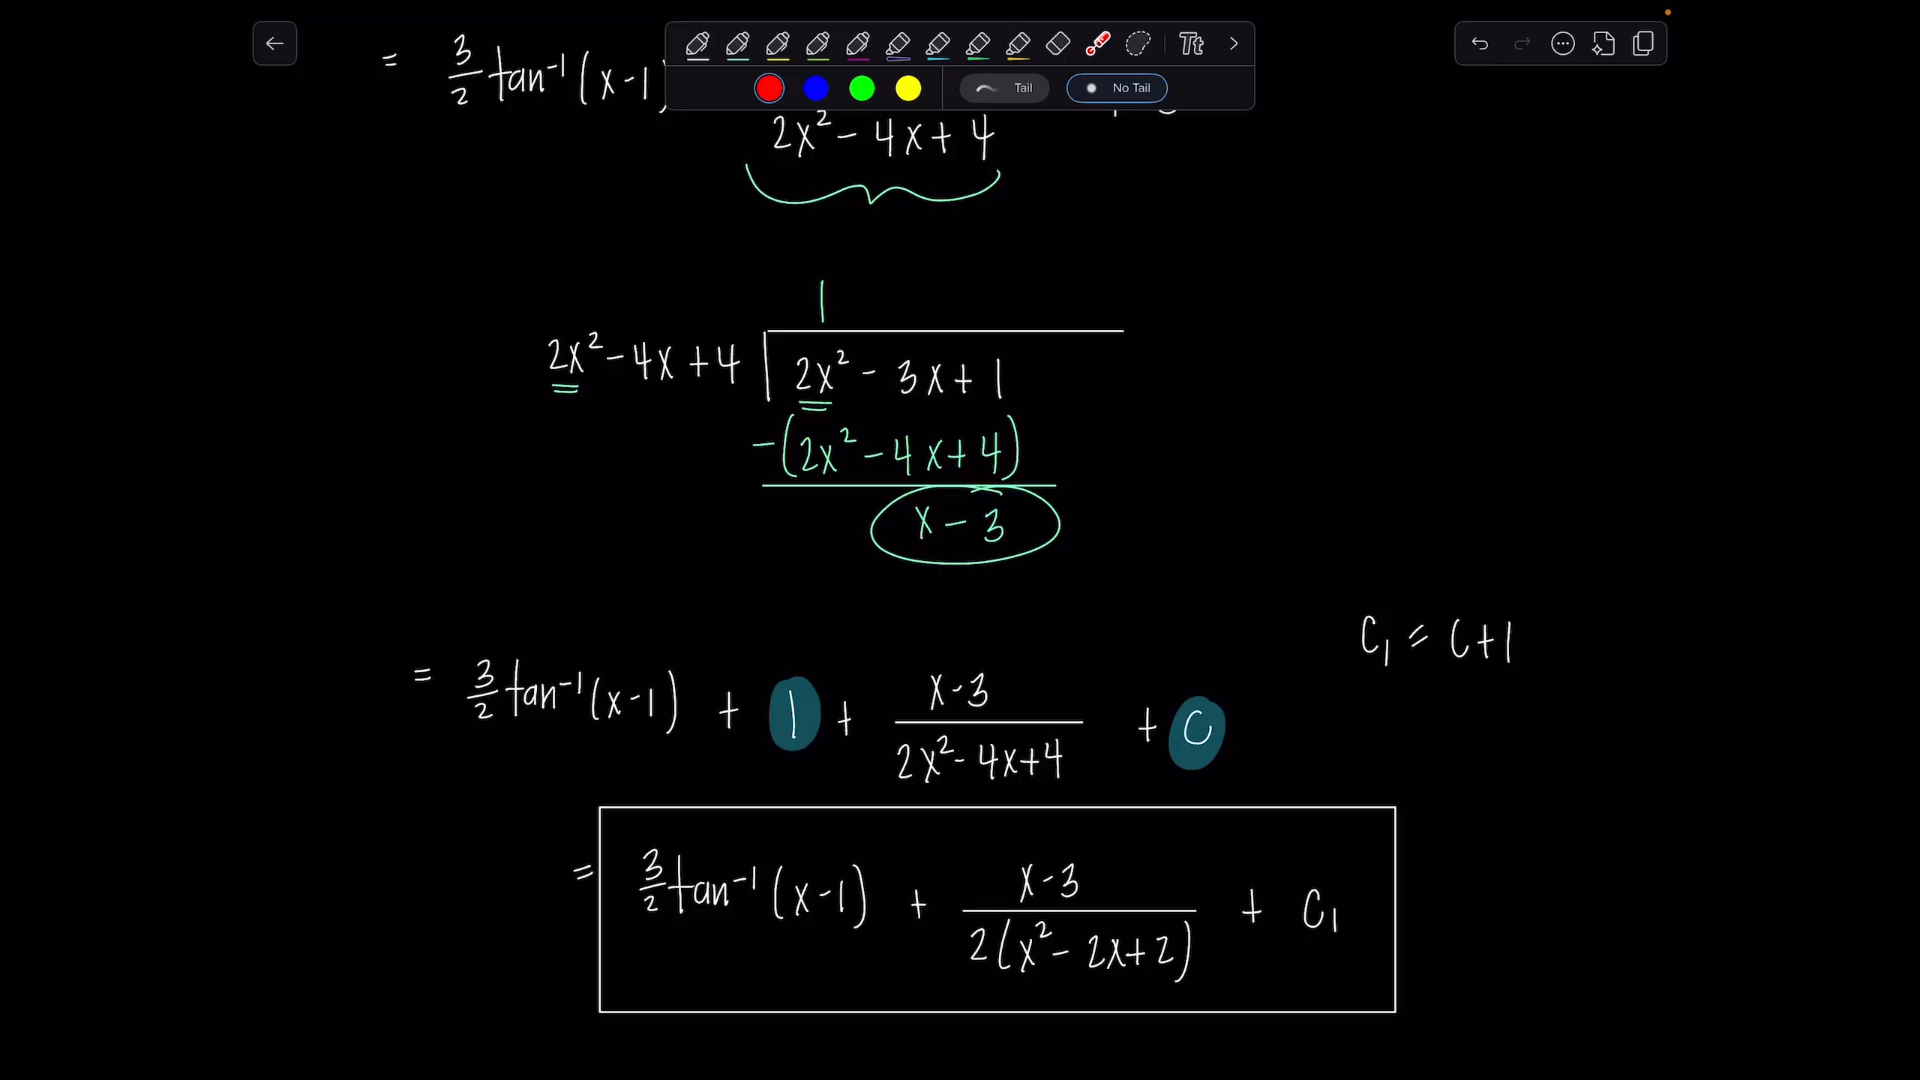 Tail
No Tail
Tt
= 3/2 tan⁻¹(x-1)
2x² - 4x + 4
1
2x² - 4x + 4 | 2x² - 3x + 1
-(2x² - 4x + 4)
x - 3
C₁ = C+1
= 3/2 tan⁻¹(x-1) + 1 + (x-3)/(2x² - 4x+4) + C
= 3/2 tan⁻¹(x-1) + (x-3)/(2(x² - 2x+2)) + C₁